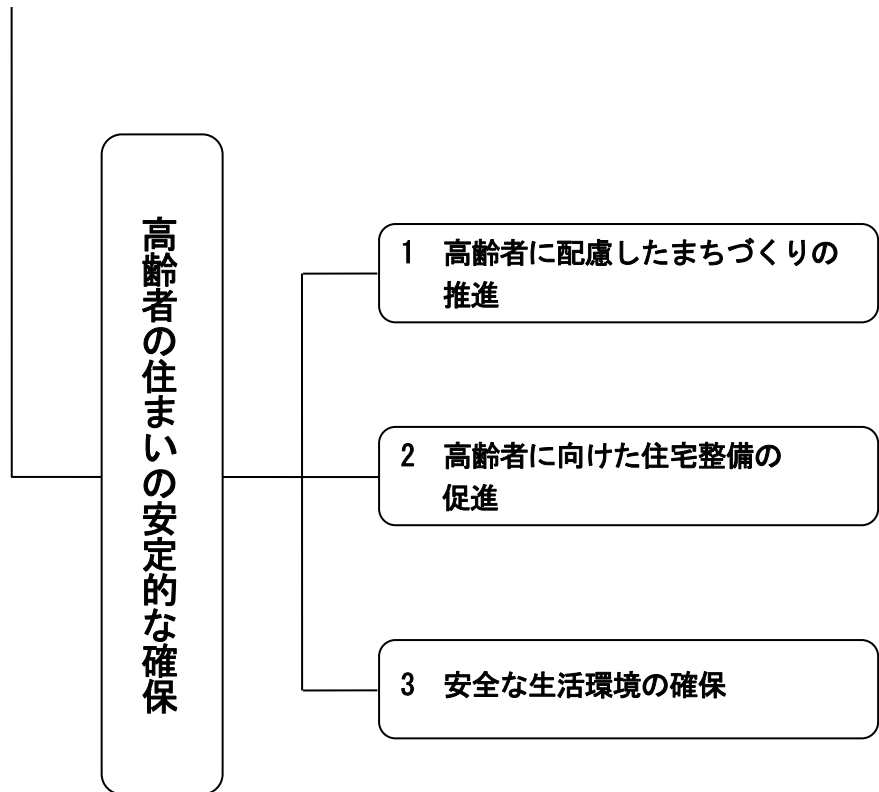 高齢者の住まいの安定的な確保
1 高齢者に配慮したまちづくりの
推進
2 高齢者に向けた住宅整備の
促進
3 安全な生活環境の確保